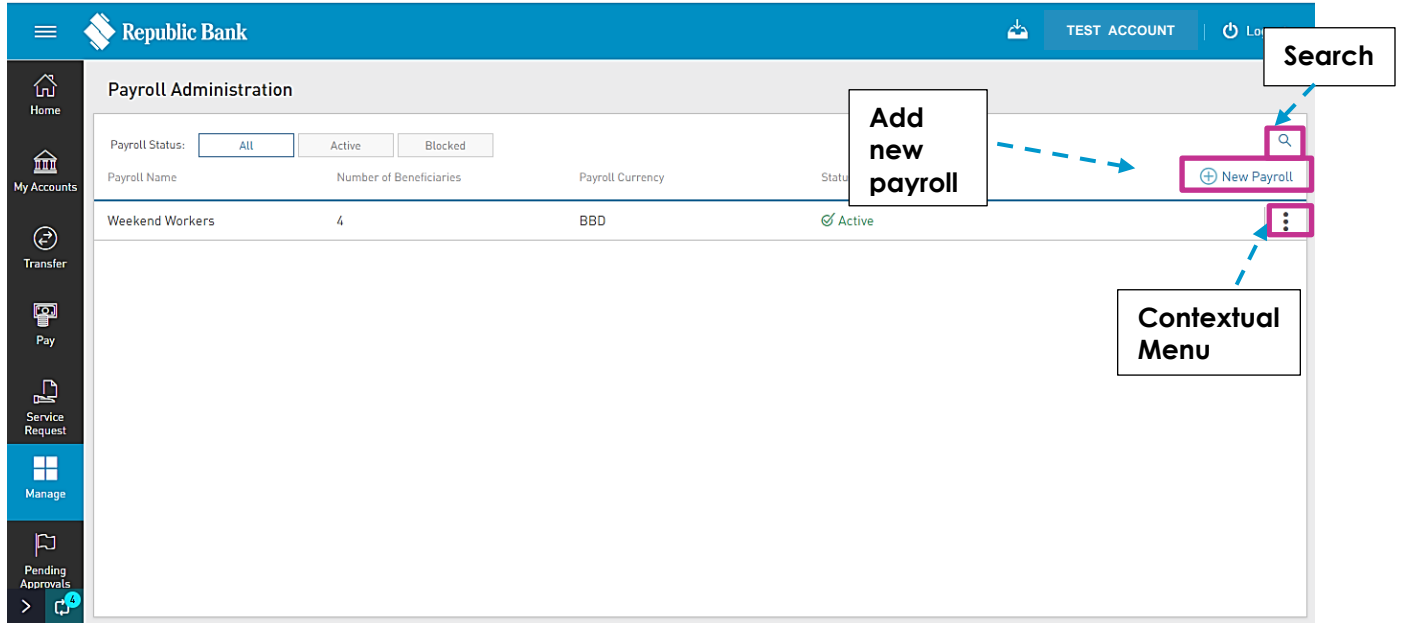 Republic Bank
TEST ACCOUNT
Search
Home
Payroll Administration
Add
new
payroll
Payroll Status:
All
Active
Blocked
My Accounts
Payroll Name
Number of Beneficiaries
Payroll Currency
New Payroll
Weekend Workers
4
BBD
Active
Transfer
Contextual
Menu
Pay
Service
Request
Manage
Pending
Approvals
4